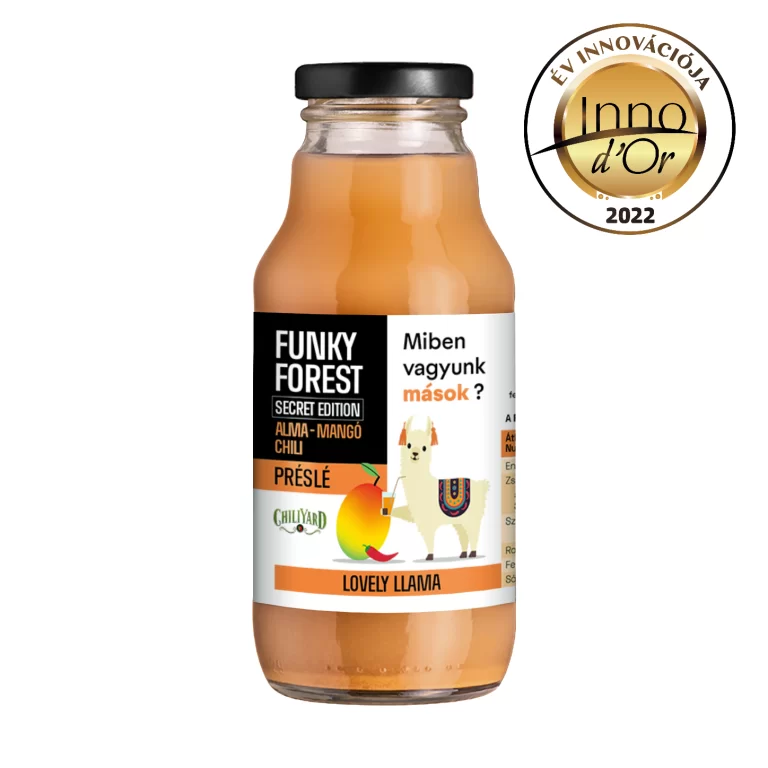 ÉV INNOVÁCIÓJA
Inno
d'Or
2022
FUNKY
FOREST
SECRET EDITION
ALMA-MANGÓ
CHILI
PRÉSLÉ
CHILIYARD
Miben
vagyunk
mások ?
LOVELY LLAMA